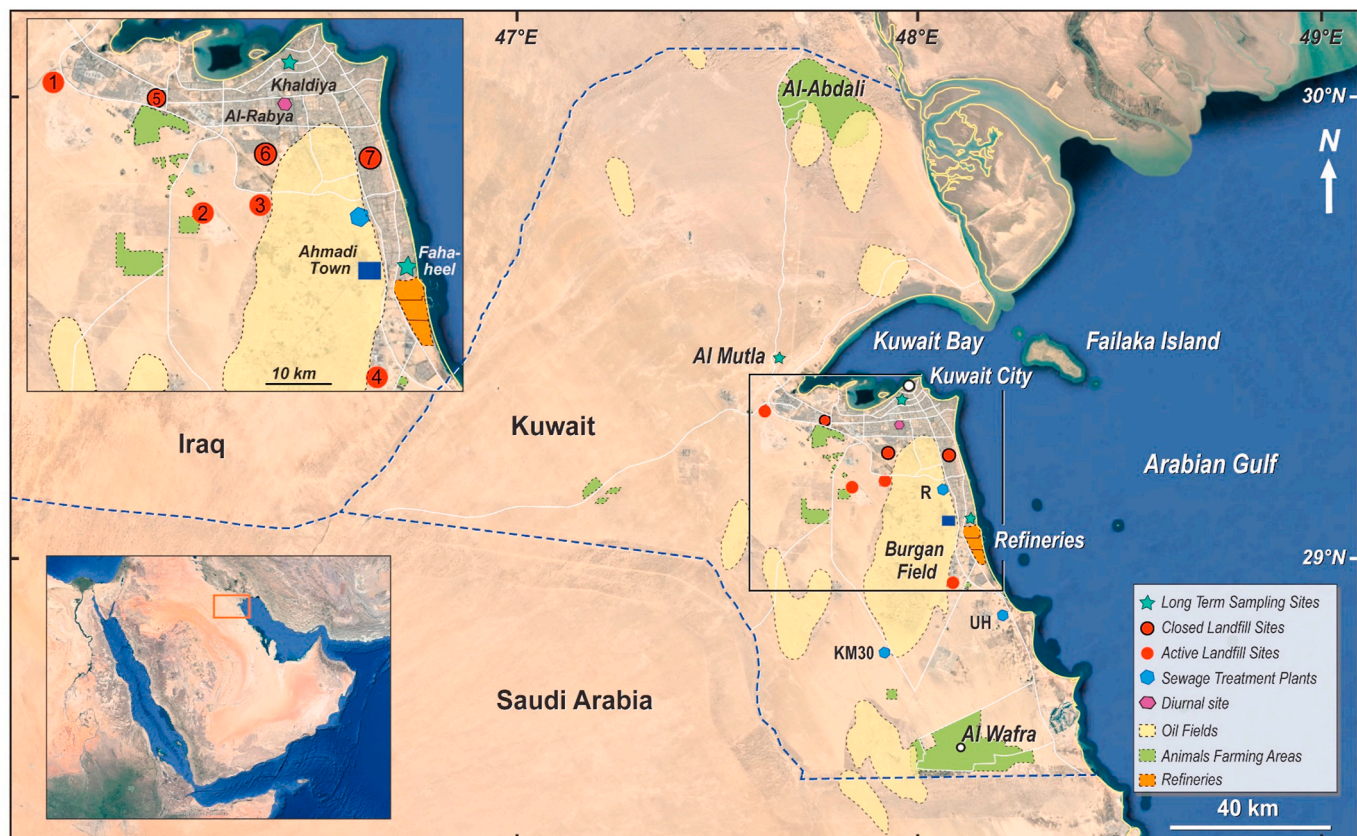 47°E
48°E
49°E
30°N
29°N
N
1
5
Khaldiya
Al-Rabya
6
7
2
3
Ahmadi
Town
Faha-
heel
4
10 km
Al-Abdali
Al Mutla
Kuwait Bay
Failaka Island
Kuwait City
Iraq
Kuwait
Arabian Gulf
R
Refineries
Burgan
Field
UH
KM30
Saudi Arabia
Al Wafra
Long Term Sampling Sites
Closed Landfill Sites
Active Landfill Sites
Sewage Treatment Plants
Diurnal site
Oil Fields
Animals Farming Areas
Refineries
40 km